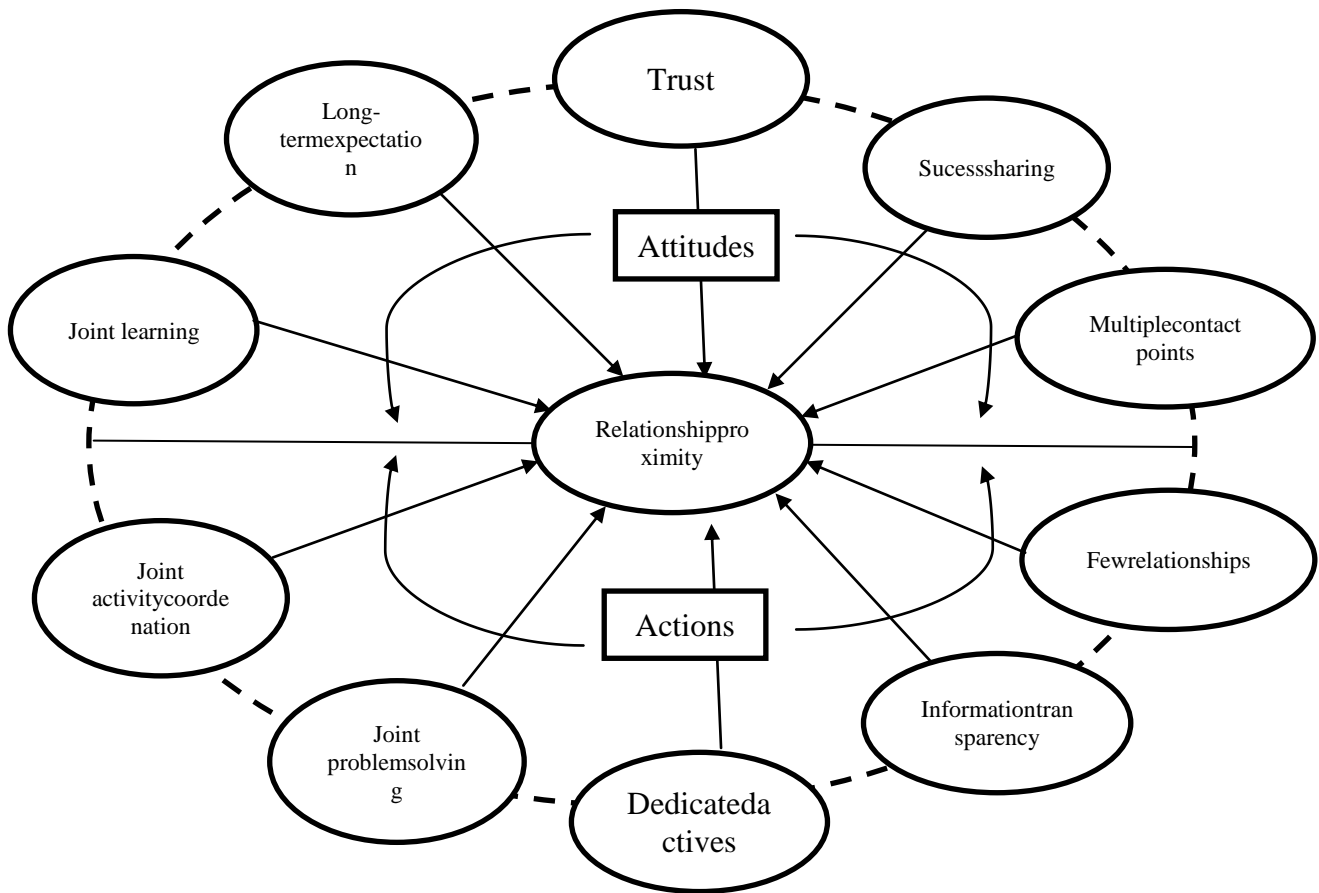 Trust
Long-
termexpectatio
n
Sucesssharing
Attitudes
Joint learning
Multiplecontact
points
Relationshippro
ximity
Joint
activitycoorde
nation
Fewrelationships
Actions
Informationtran
sparency
Joint
problemsolvin
g
Dedicateda
ctives